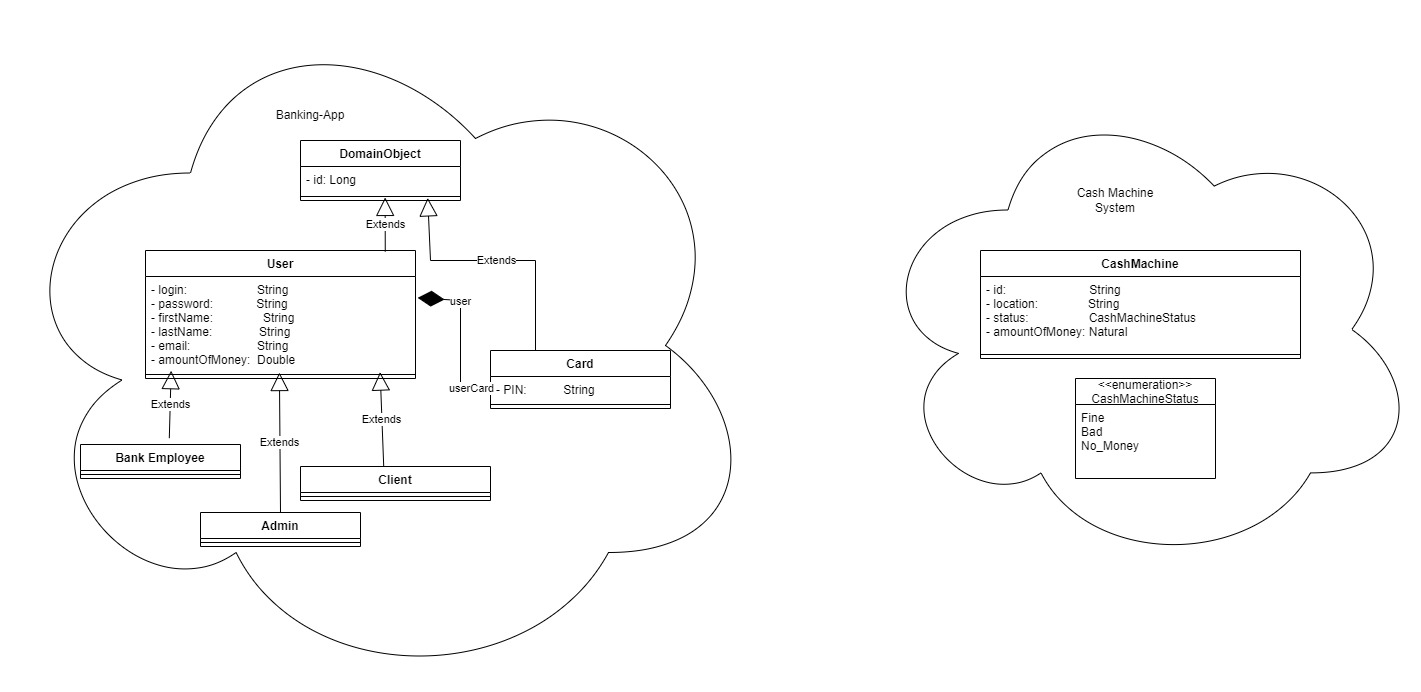 Banking-App
DomainObject
- id: Long
Extends
Extends
User
- login: String
- password: String
- firstName: String
- lastName: String
- email: String
- amountOfMoney: Double
user
userCard
Card
- PIN: String
Extends
Extends
Extends
Bank Employee
Client
Admin
Cash Machine
System
CashMachine
- id: String
- location: String
- status: CashMachineStatus
- amountOfMoney: Natural
<<enumeration>>
CashMachineStatus
Fine
Bad
No_Money